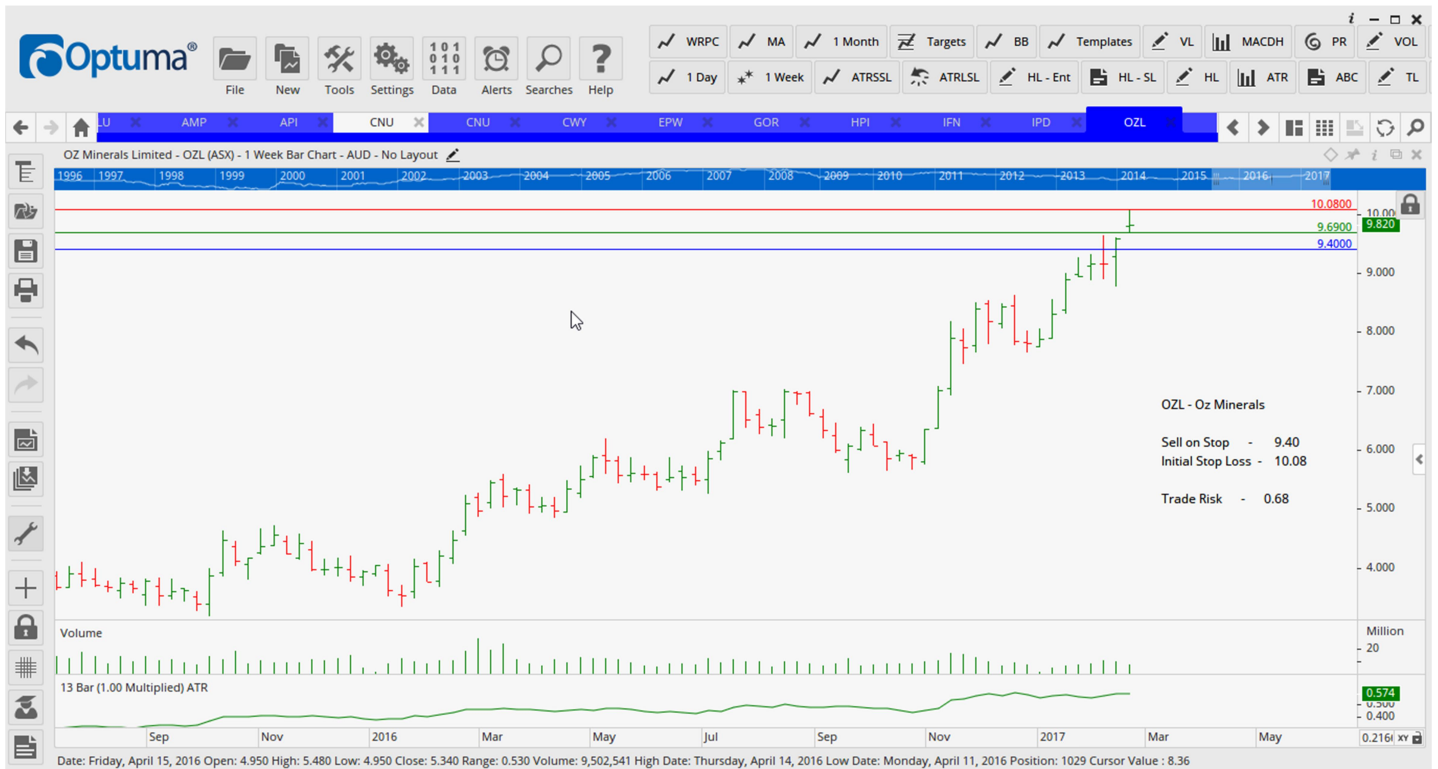 Optuma®
File New Tools Settings Data Alerts Searches Help
WRPC MA 1 Month Targets BB Templates VL MACDH PR VOL
1 Day 1 Week ATRSSL ATRLSL HL - Ent HL - SL HL ATR ABC TL
LU AMP API CNU CNU CWY EPW GOR HPI IFN IPD OZL
OZ Minerals Limited - OZL (ASX) - 1 Week Bar Chart - AUD - No Layout
1996 1997 1998 1999 2000 2001 2002 2003 2004 2005 2006 2007 2008 2009 2010 2011 2012 2013 2014 2015 2016 2017
10.0800
10.00
9.820
9.6900
9.4000
9.000
8.000
7.000
OZL - Oz Minerals
Sell on Stop - 9.40
6.000
Initial Stop Loss - 10.08
Trade Risk - 0.68
5.000
4.000
Volume
Million
20
13 Bar (1.00 Multiplied) ATR
0.574
0.500
0.400
Sep Nov 2016 Mar May Jul Sep Nov 2017 Mar May
0.216 XY
Date: Friday, April 15, 2016 Open: 4.950 High: 5.480 Low: 4.950 Close: 5.340 Range: 0.530 Volume: 9,502,541 High Date: Thursday, April 14, 2016 Low Date: Monday, April 11, 2016 Position: 1029 Cursor Value : 8.36